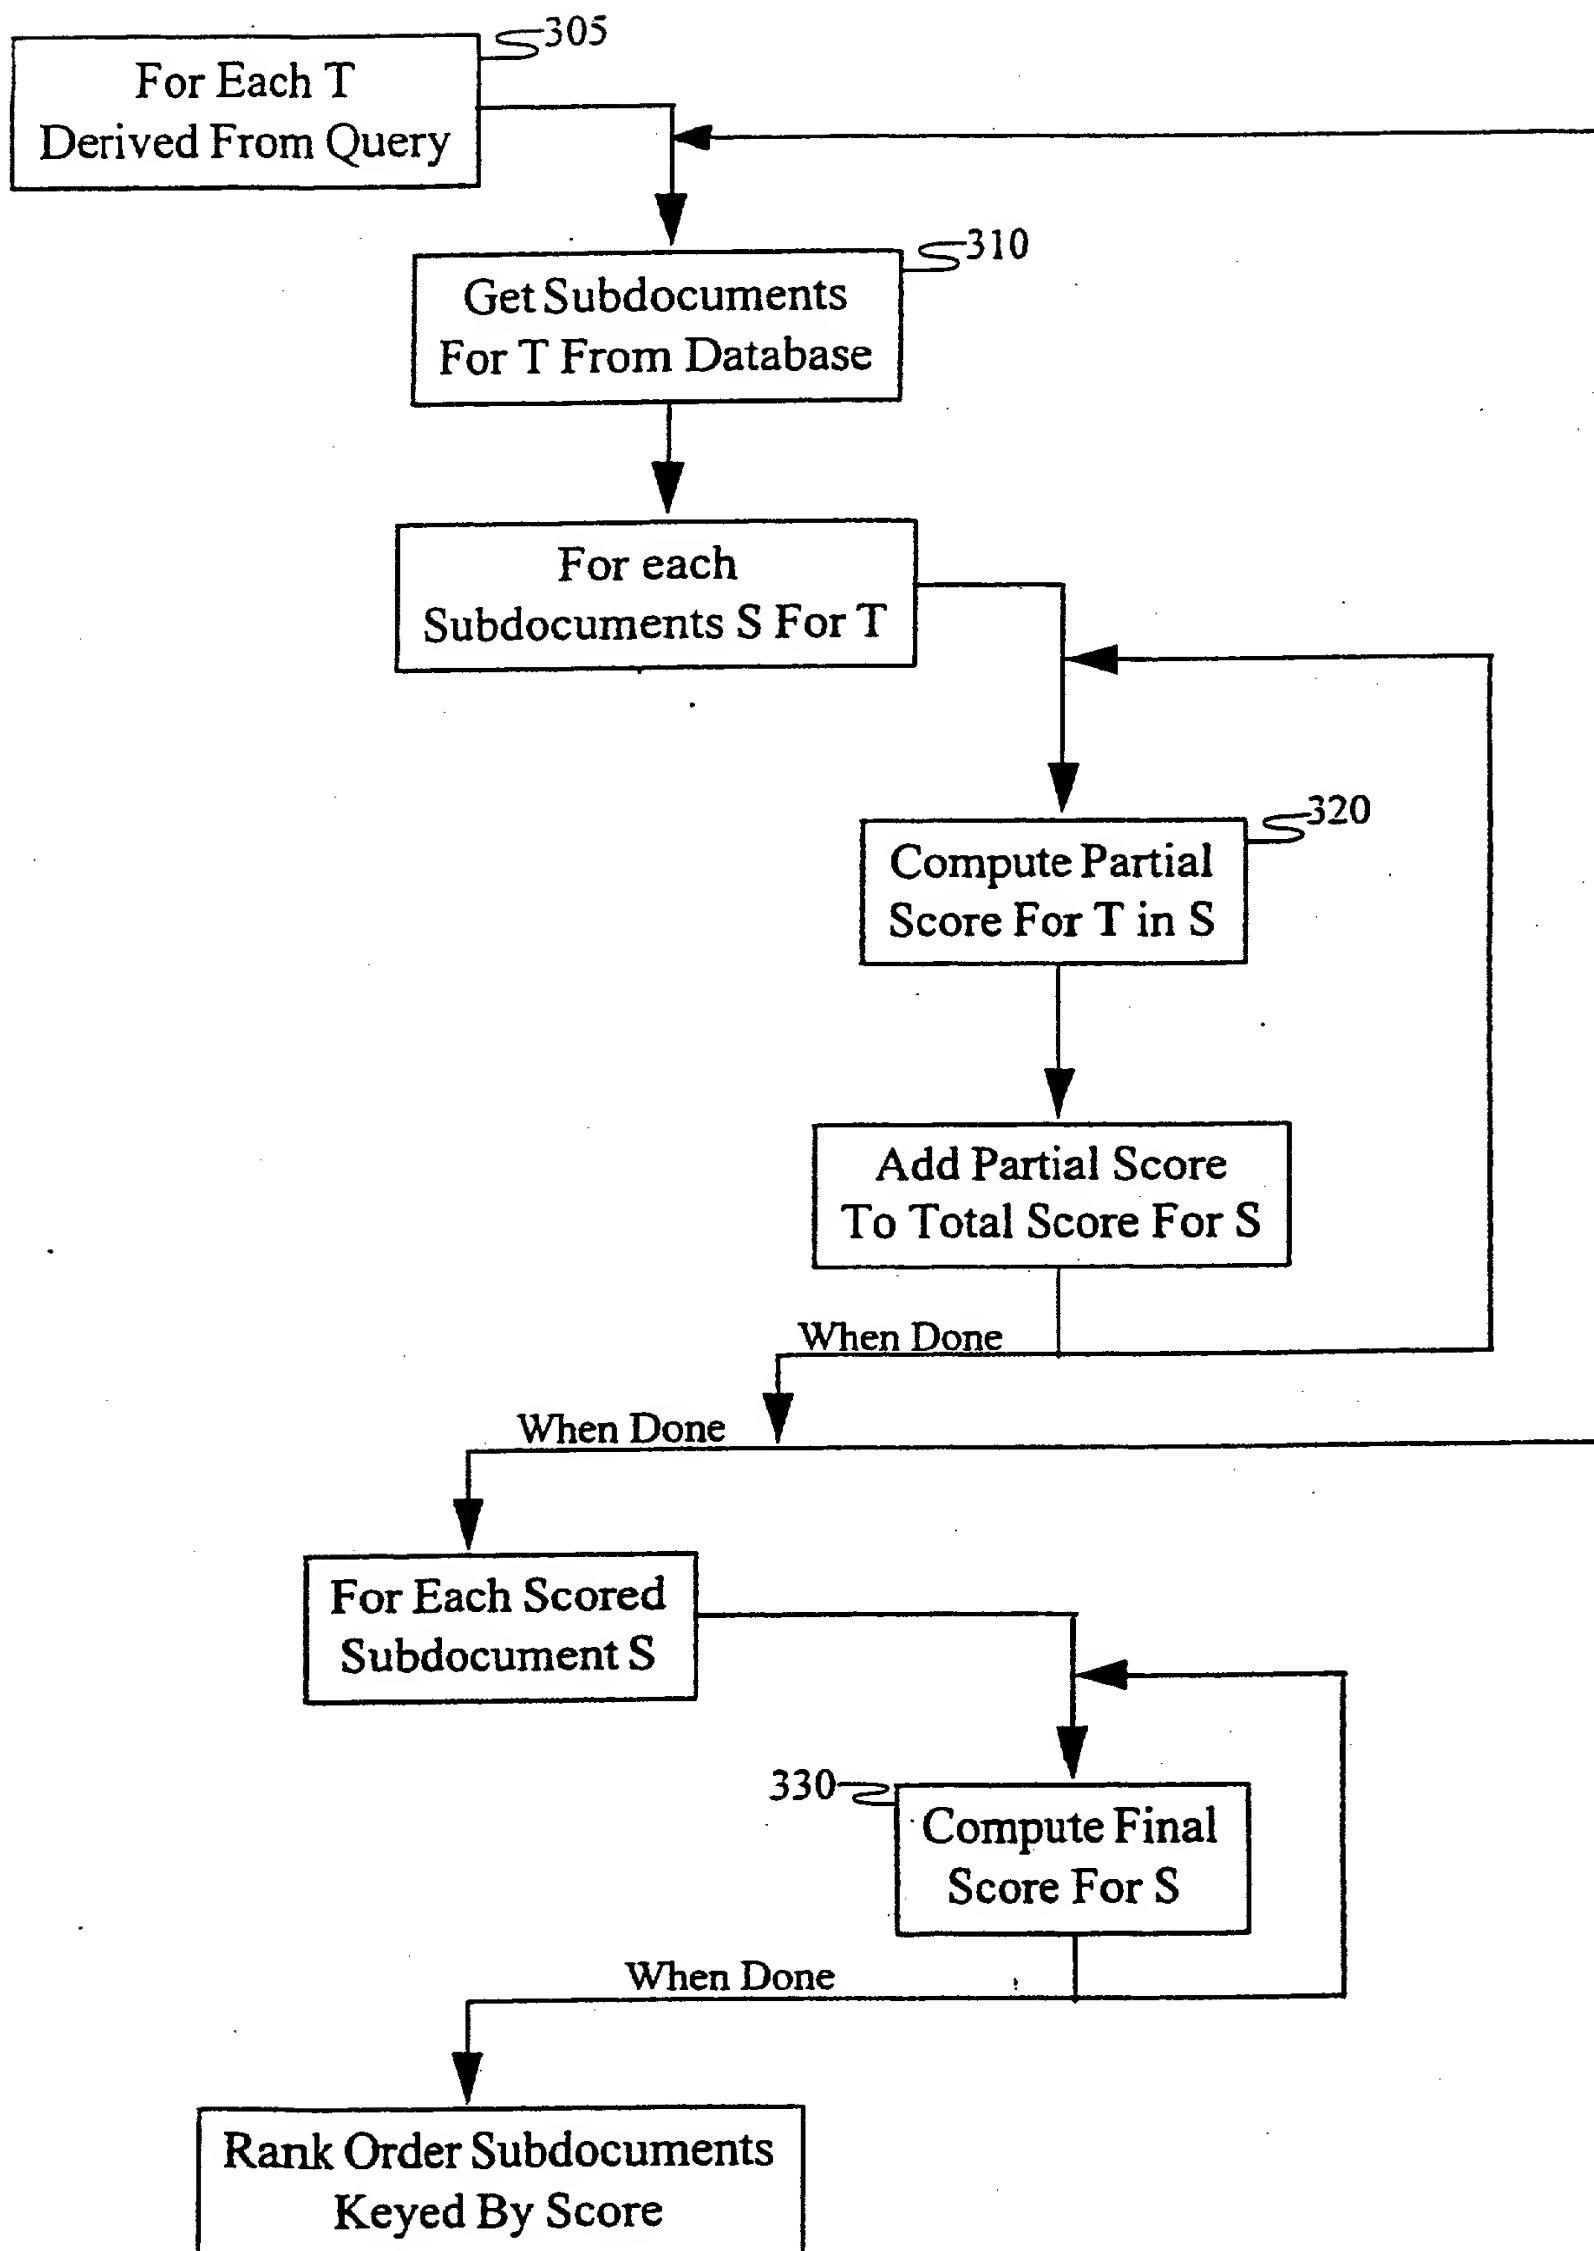 305
For Each T
Derived From Query
310
Get Subdocuments
For T From Database
For each
Subdocuments S For T
320
Compute Partial
Score For T in S
Add Partial Score
To Total Score For S
When Done
When Done
For Each Scored
Subdocument S
330
Compute Final
Score For S
When Done
Rank Order Subdocuments
Keyed By Score